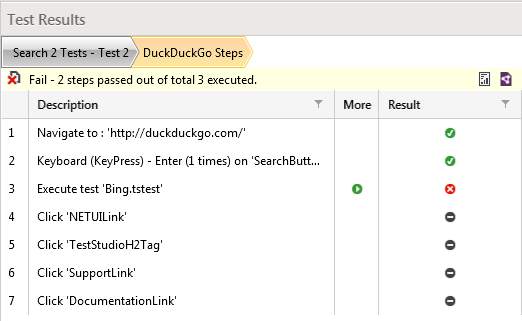 Test Results
Search 2 Tests - Test 2 DuckDuckGo Steps
Fail - 2 steps passed out of total 3 executed.
Description More Result
1 Navigate to : 'http://duckduckgo.com/'
2 Keyboard (KeyPress) - Enter (1 times) on 'SearchButt...
3 Execute test 'Bing.tstest'
4 Click 'NETUILink'
5 Click 'TestStudioH2Tag'
6 Click 'SupportLink'
7 Click 'DocumentationLink'